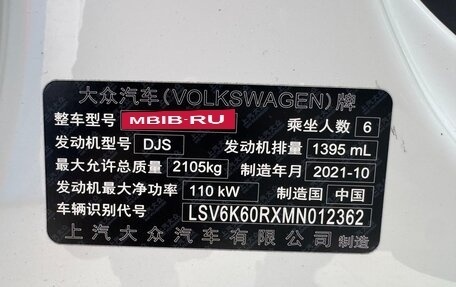 大众汽车(VOLKSWAGEN)牌
整车型号 MBIB-RU 乘坐人数 6
发动机型号 DJS 发动机排量 1395 mL
最大允许总质量 2105kg 制造年月 2021-10
发动机最大净功率 110 kW 制造国 中国
车辆识别代号 LSV6K60RXMN012362
上汽大众汽车有限公司 制造